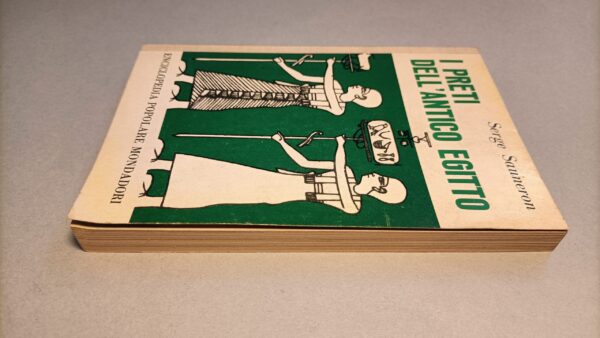 Serge Sauneron
I PRETI
DELL'ANTICO EGITTO
ENCICLOPEDIA POPOLARE MONDADORI